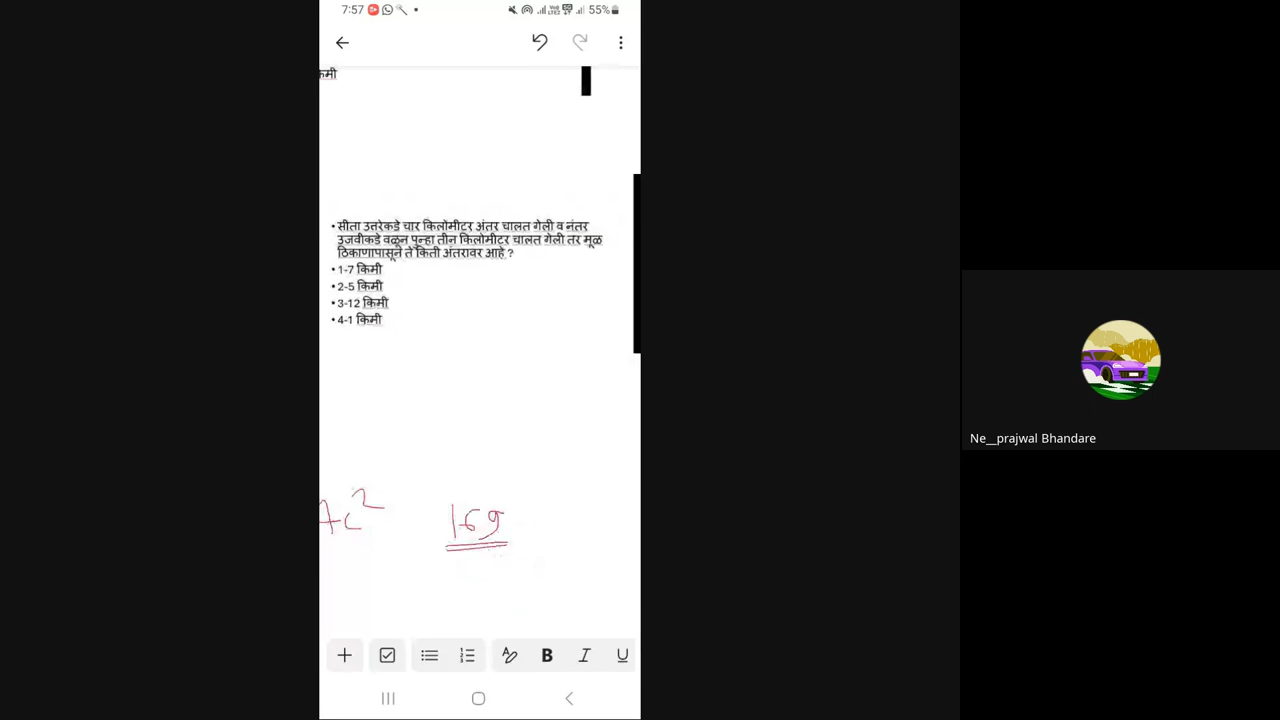 7:57 55%
किमी
• सीता उत्तरेकडे चार किलोमीटर अंतर चालत गेली व नंतर
उजवीकडे वळून पुन्हा तीन किलोमीटर चालत गेली तर मूळ
ठिकाणापासून ते किती अंतरावर आहे ?
• 1-7 किमी
• 2-5 किमी
• 3-12 किमी
• 4-1 किमी
Ne__prajwal Bhandare
Ac²
169
B I U